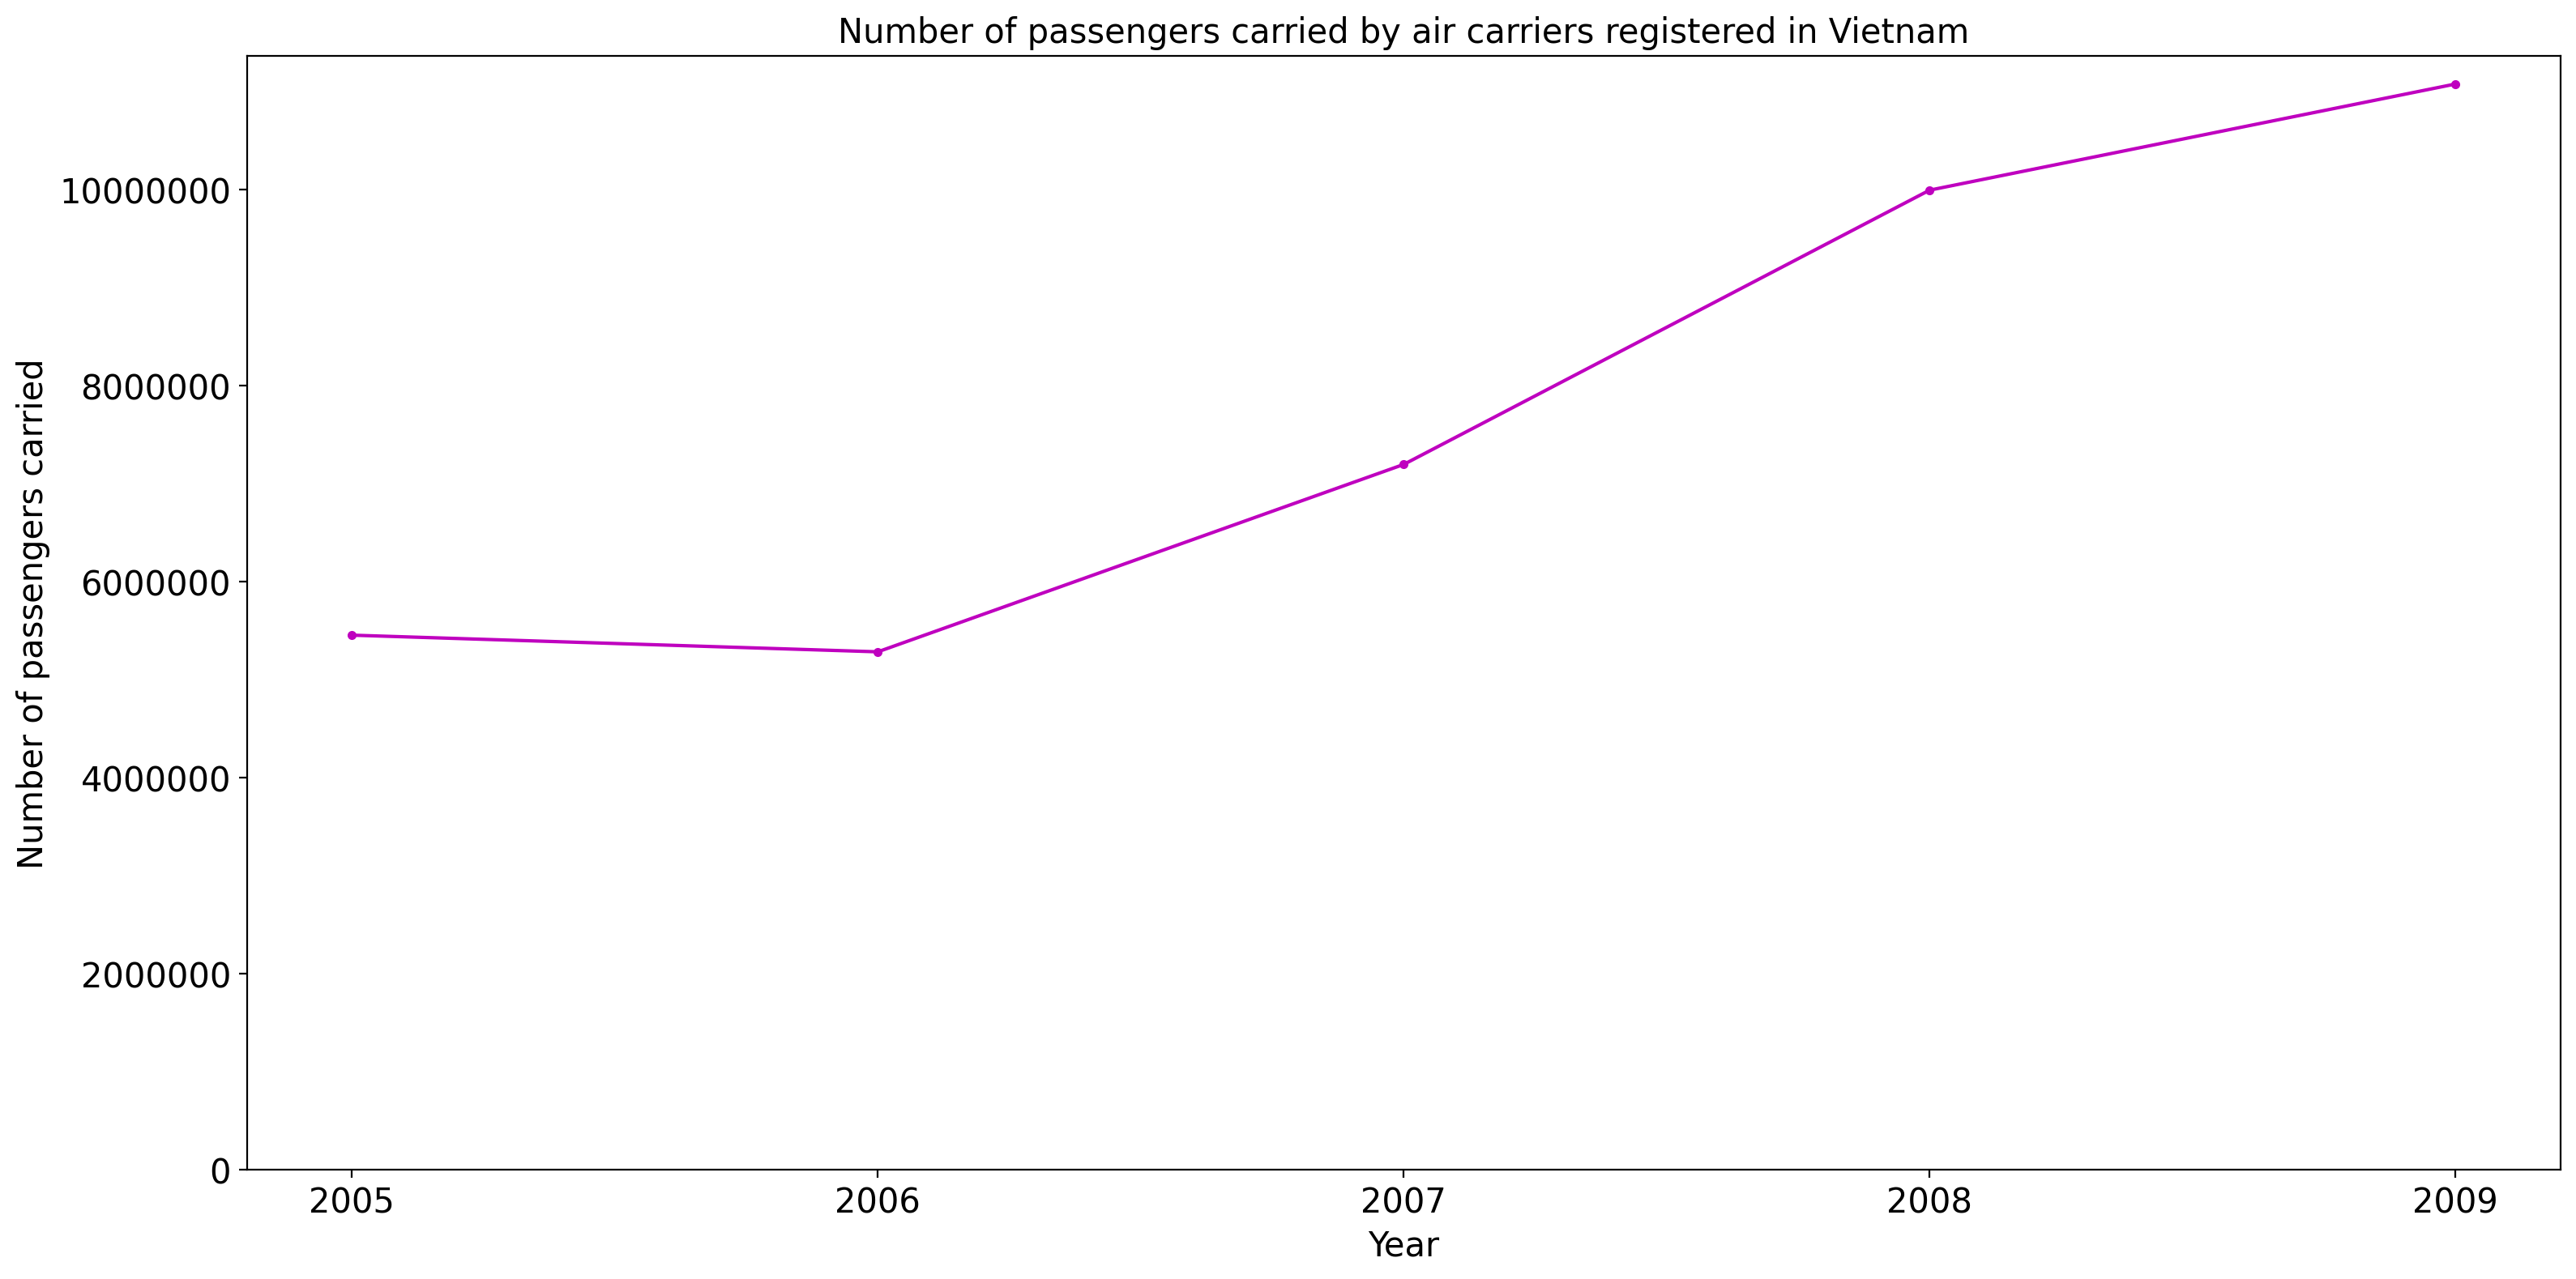 Number of passengers carried by air carriers registered in Vietnam
Number of passengers carried
10000000
8000000
6000000
4000000
2000000
0
2005 2006 2007 2008 2009
Year